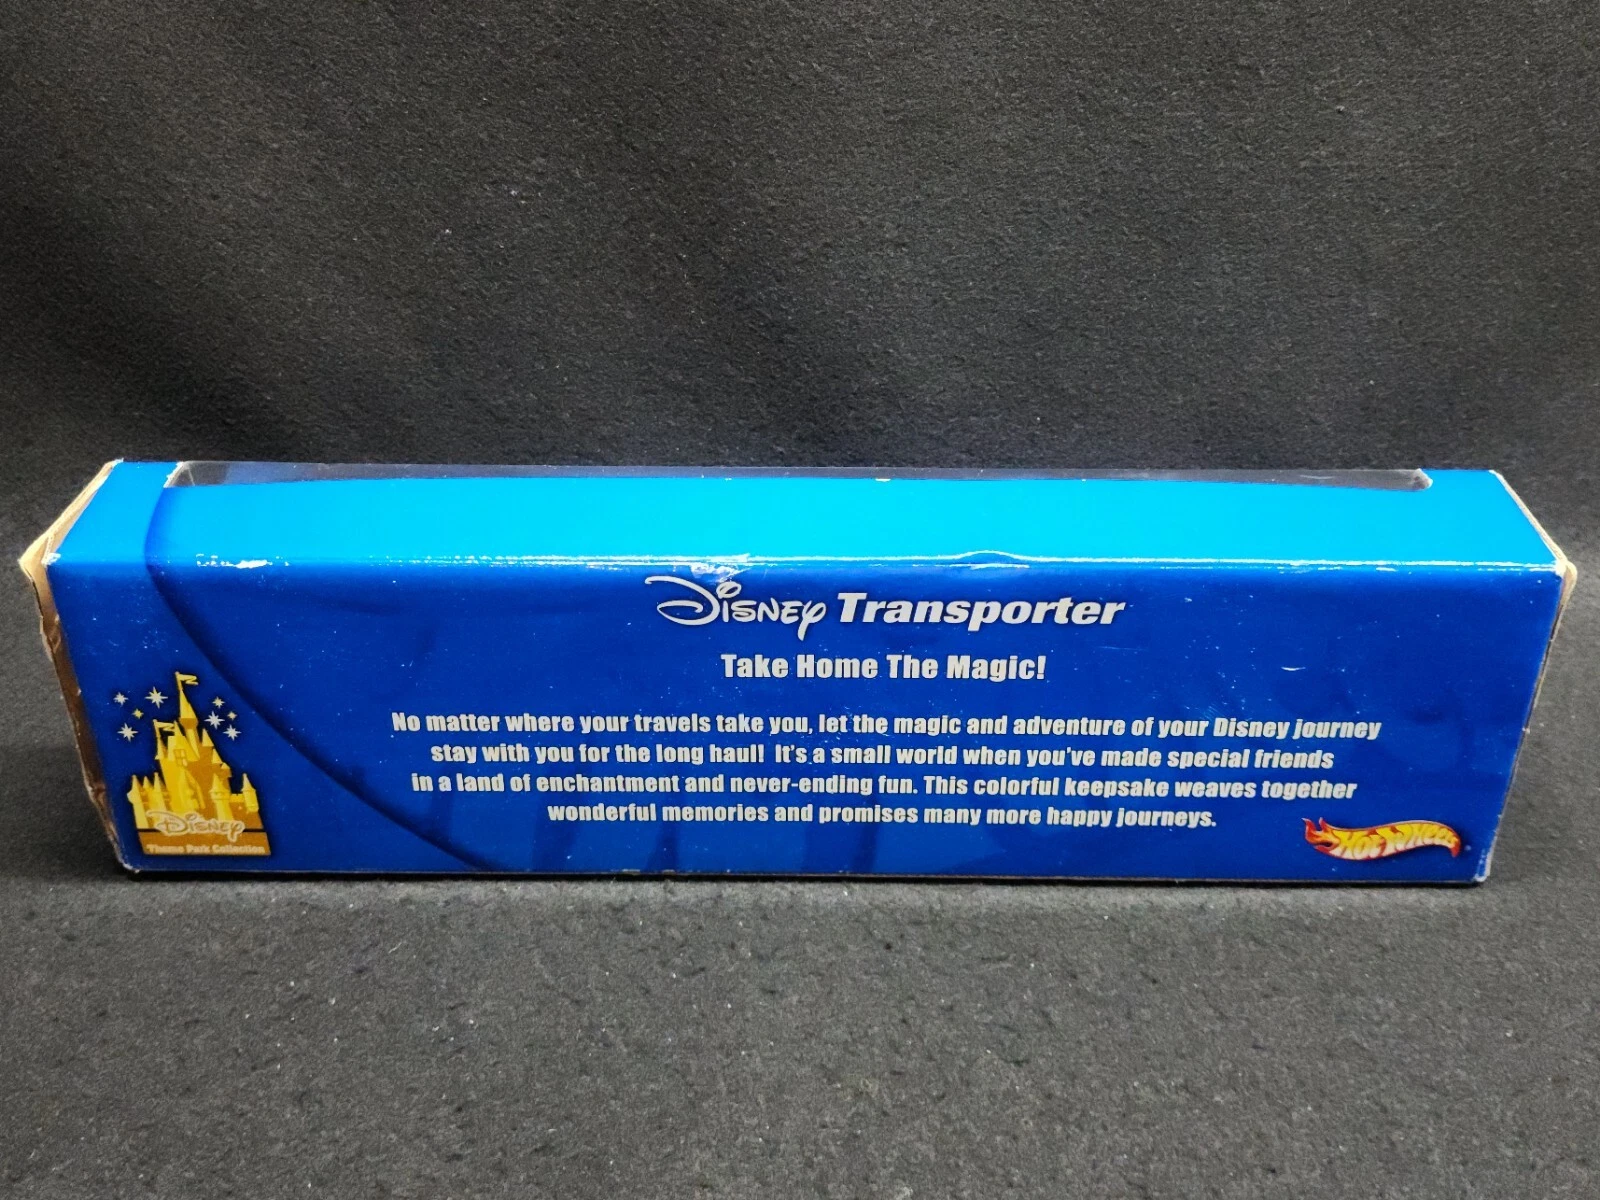 Disney Transporter
Take Home The Magic!
No matter where your travels take you, let the magic and adventure of your Disney journey
stay with you for the long haul! It's a small world when you've made special friends
in a land of enchantment and never-ending fun. This colorful keepsake weaves together
wonderful memories and promises many more happy journeys.
Disney
Theme Park Collection
Hot Wheels